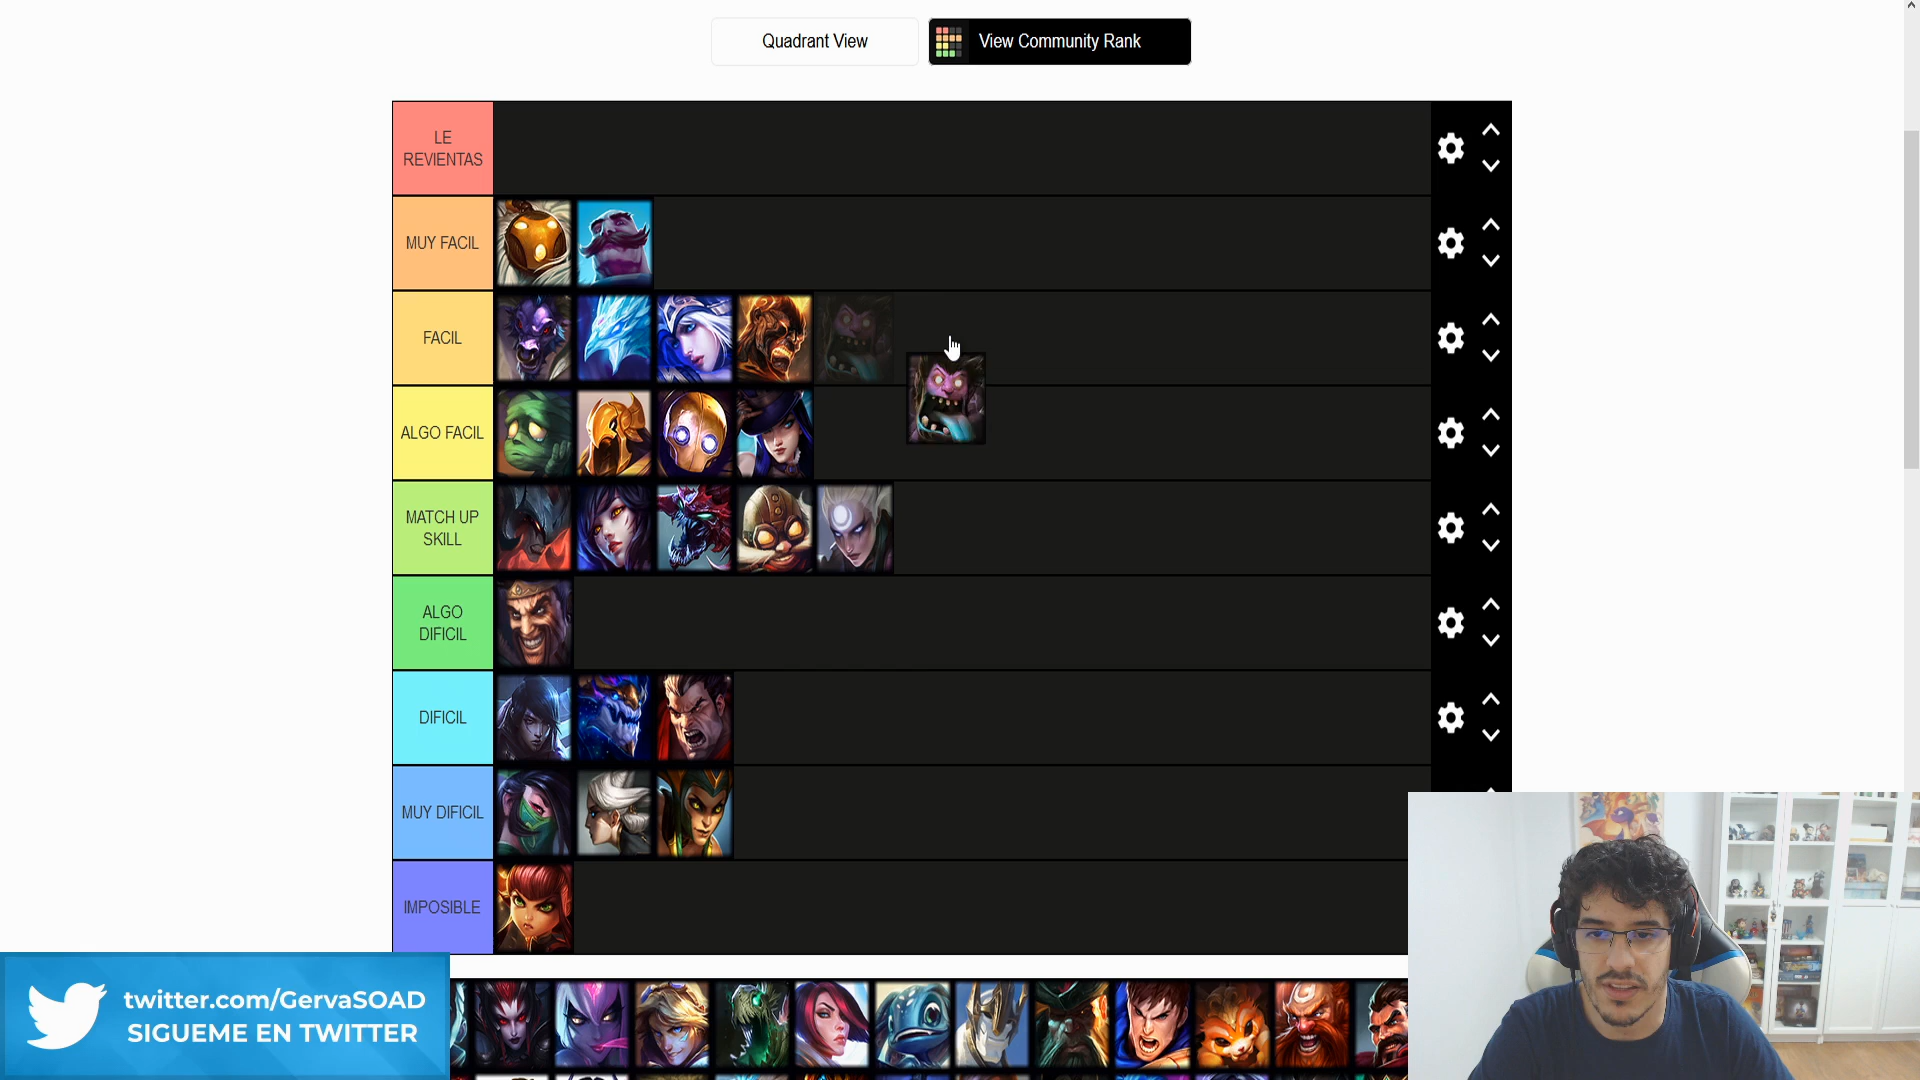 Quadrant View
View Community Rank
LE
REVIENTAS
MUY FACIL
FACIL
ALGO FACIL
MATCH UP
SKILL
ALGO
DIFICIL
DIFICIL
MUY DIFICIL
IMPOSIBLE
twitter.com/GervaSOAD
SIGUEME EN TWITTER